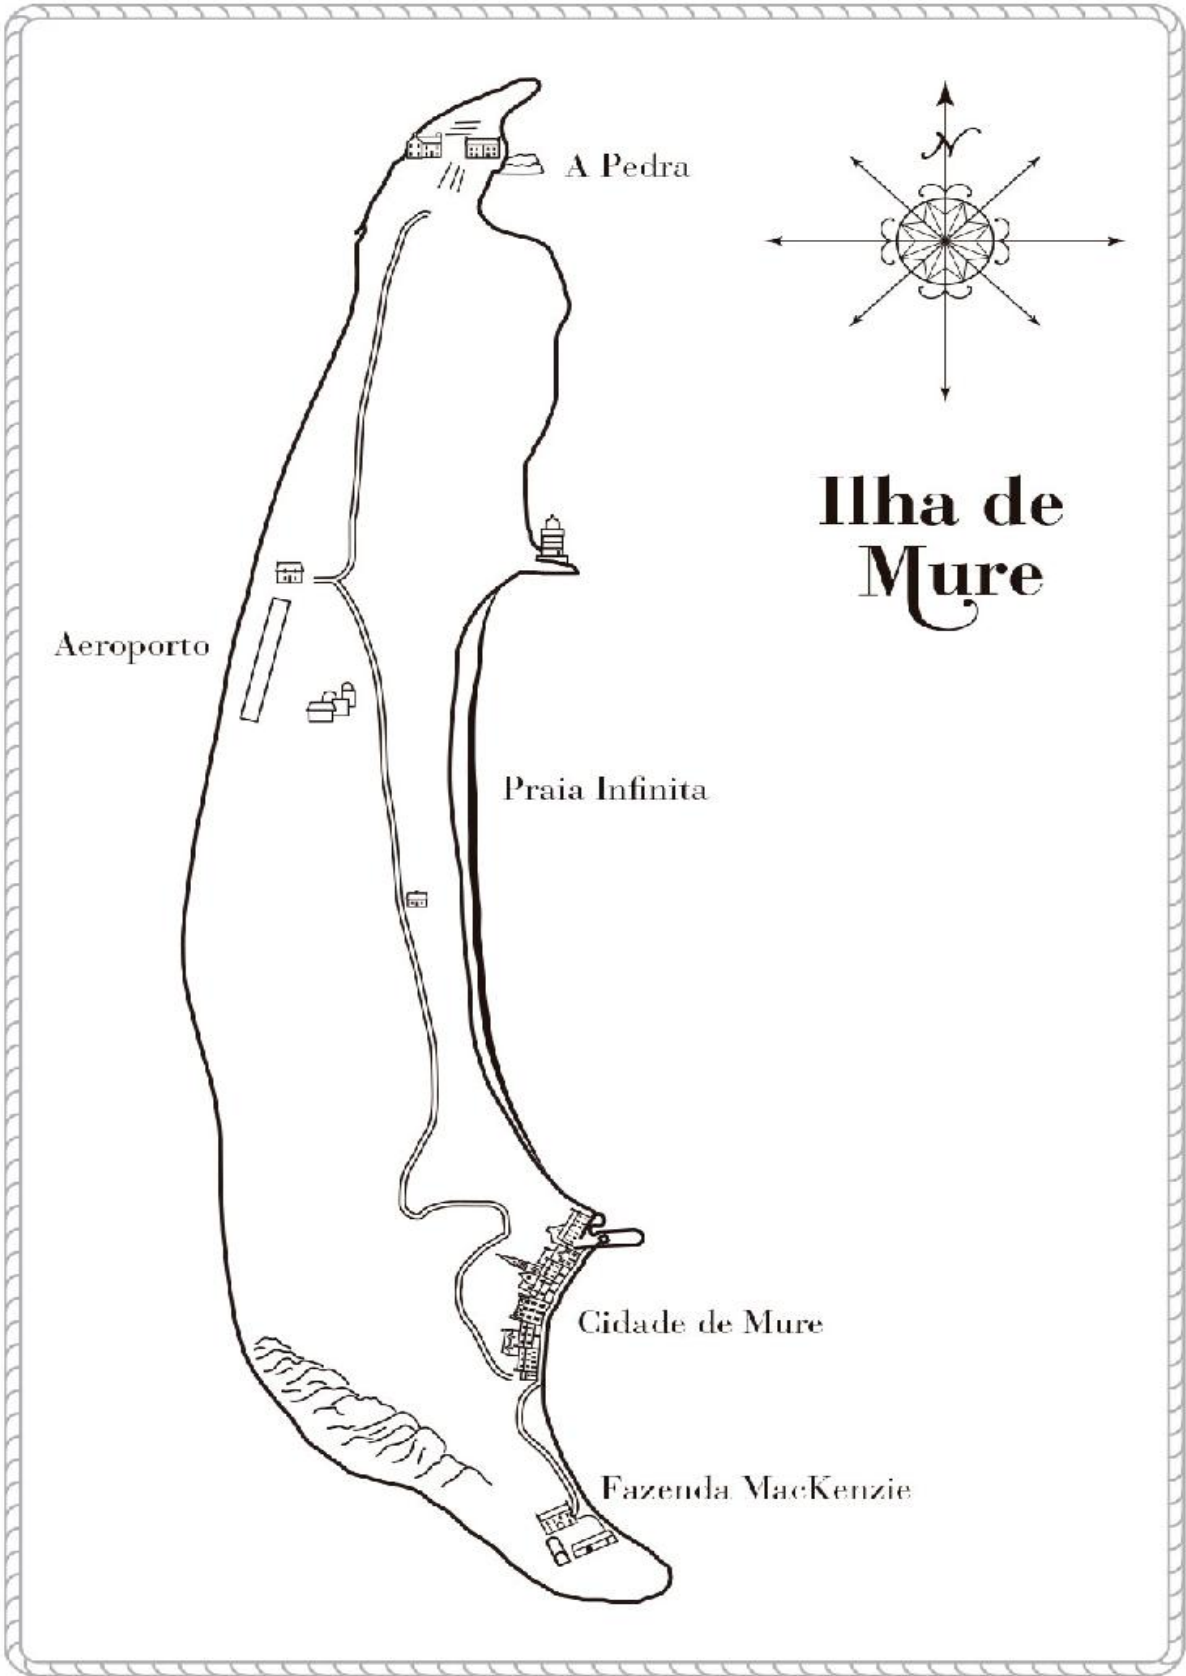 A Pedra
N
Ilha de
Mure
Aeroporto
Praia Infinita
Cidade de Mure
Fazenda MacKenzie